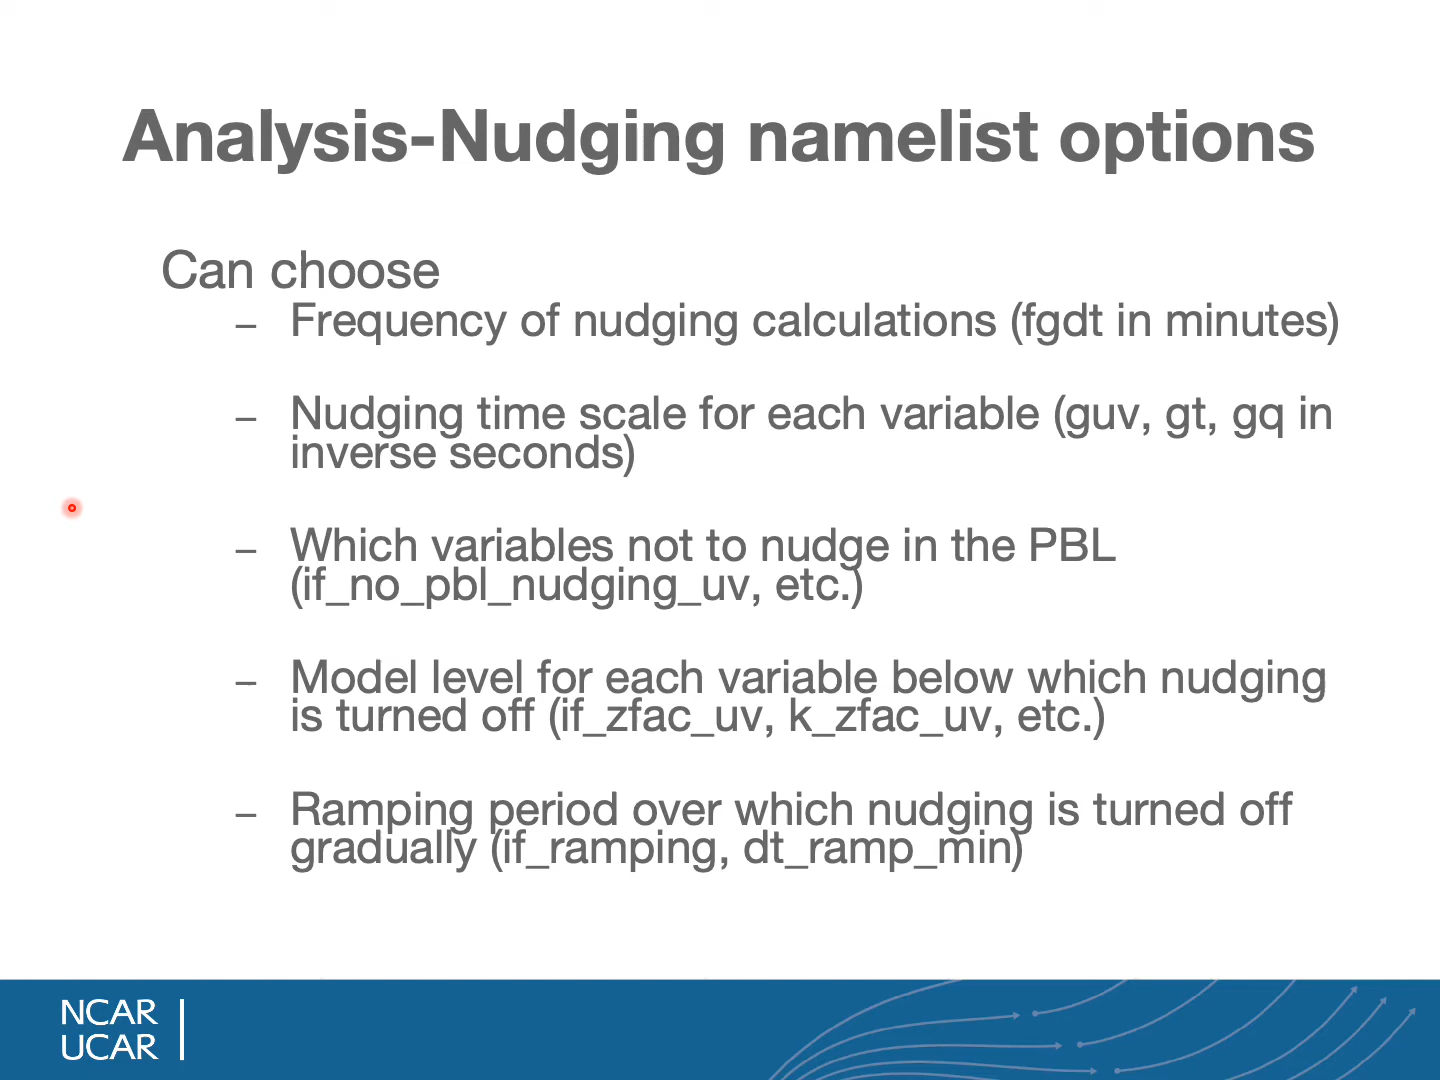 Analysis-Nudging namelist options
Can choose
– Frequency of nudging calculations (fgdt in minutes)
– Nudging time scale for each variable (guv, gt, gq in
inverse seconds)
– Which variables not to nudge in the PBL
(if_no_pbl_nudging_uv, etc.)
– Model level for each variable below which nudging
is turned off (if_zfac_uv, k_zfac_uv, etc.)
– Ramping period over which nudging is turned off
gradually (if_ramping, dt_ramp_min)
NCAR
UCAR